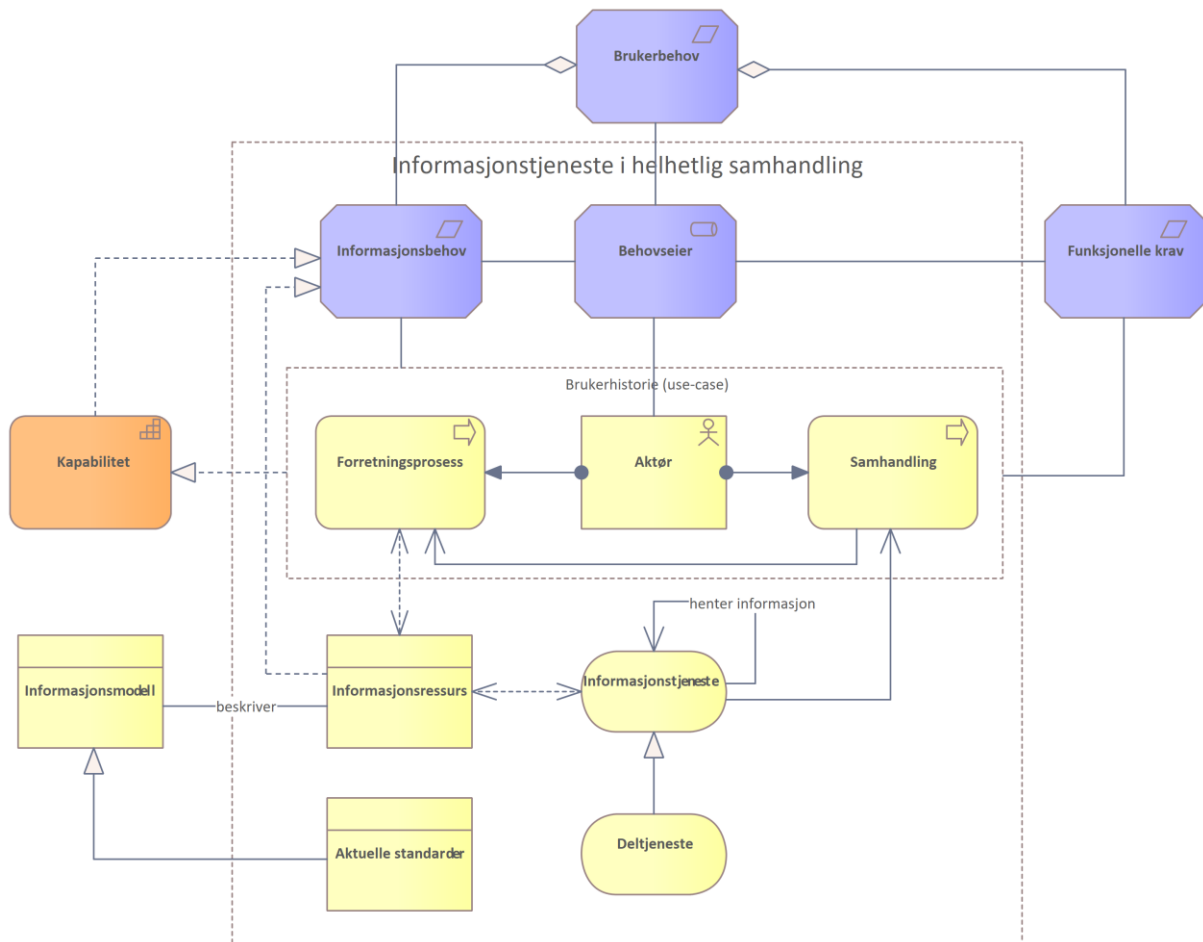 Brukerbehov
Informasjonstjeneste i helhetlig samhandling
Informasjonsbehov
Behovseier
Funksjonelle krav
Brukerhistorie (use-case)
Kapabilitet
Forretningsprosess
Aktør
Samhandling
henter informasjon
Informasjonsmodell
beskriver
Informasjonsressurs
Informasjonstjeneste
Aktuelle standarder
Deltjeneste